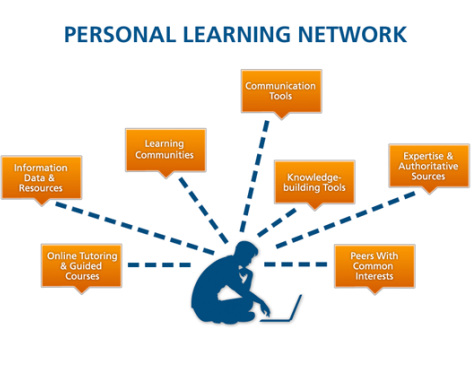 PERSONAL LEARNING NETWORK
Communication
Tools
Learning
Communities
Expertise &
Authoritative
Sources
Information
Data &
Resources
Knowledge-
building Tools
Online Tutoring
& Guided
Courses
Peers With
Common
Interests